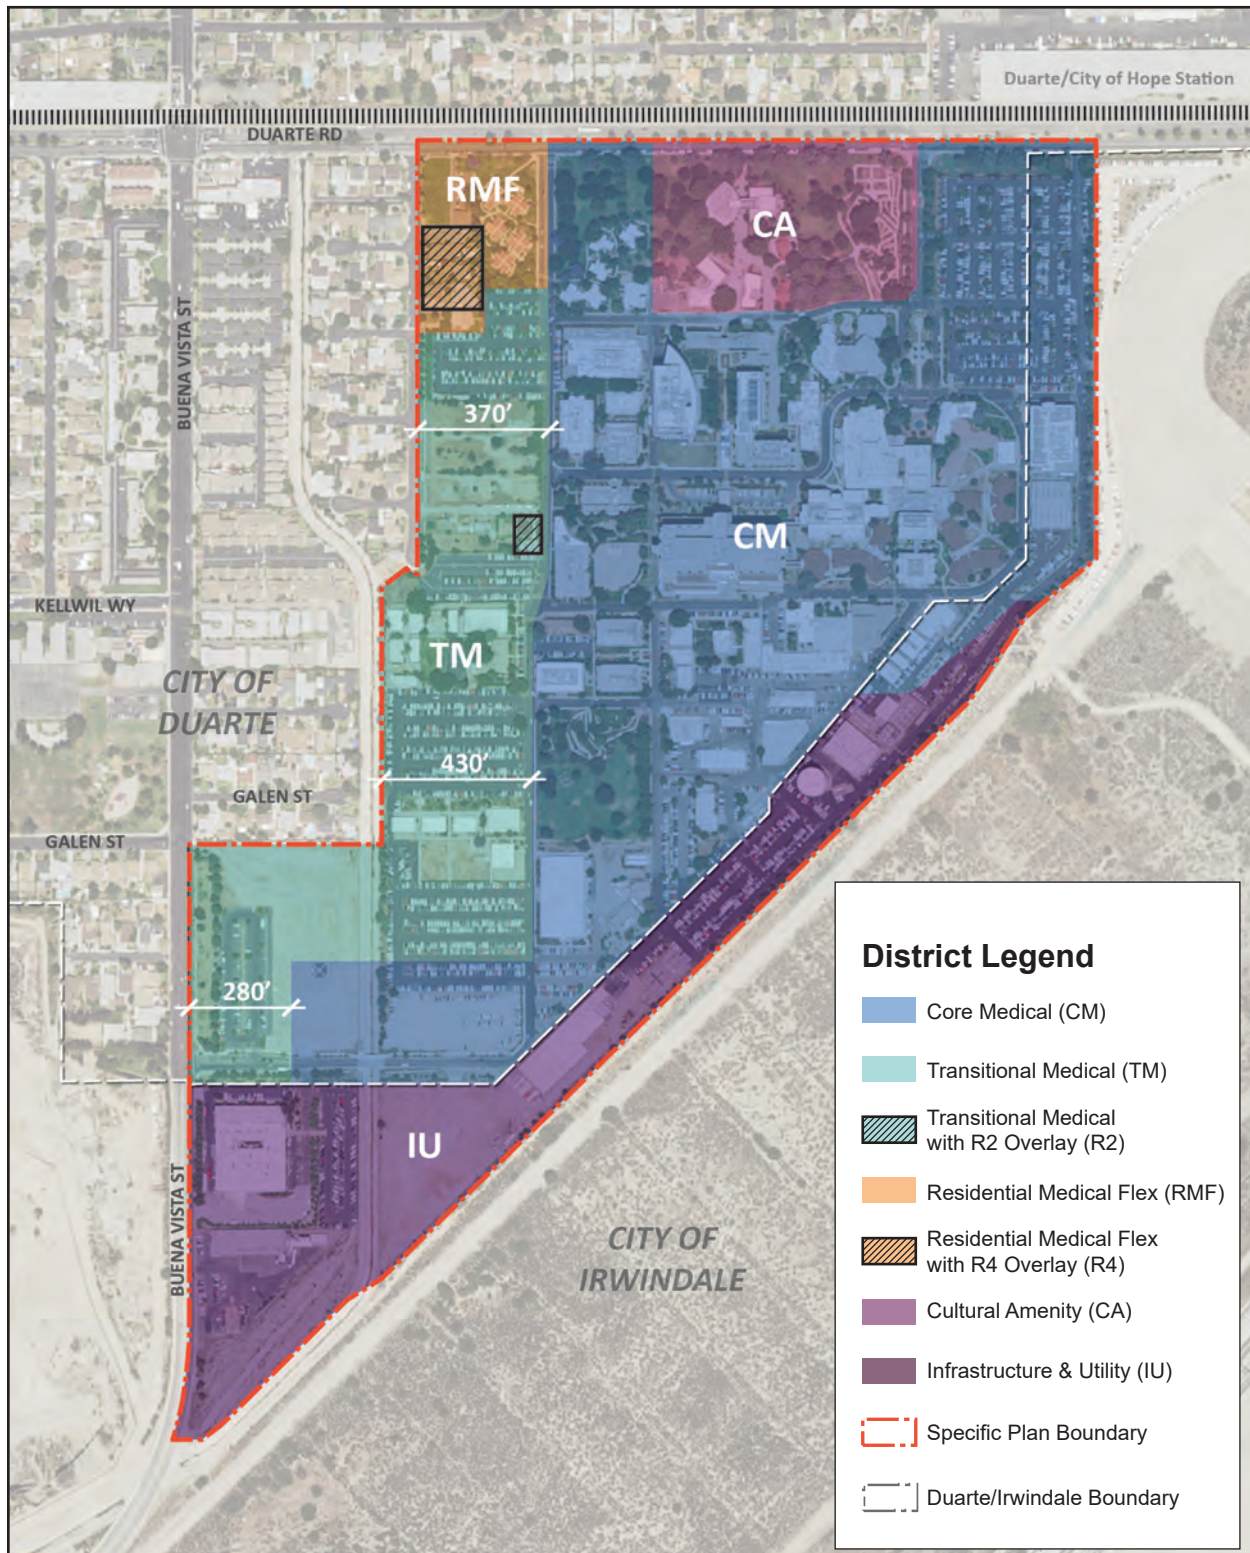 Duarte/City of Hope Station
DUARTE RD
RMF
CA
BUENA VISTA ST
370'
CM
KELLWIL WY
TM
CITY OF
DUARTE
430'
GALEN ST
GALEN ST
280'
IU
BUENA VISTA ST
CITY OF
IRWINDALE
District Legend
Core Medical (CM)
Transitional Medical (TM)
Transitional Medical
with R2 Overlay (R2)
Residential Medical Flex (RMF)
Residential Medical Flex
with R4 Overlay (R4)
Cultural Amenity (CA)
Infrastructure & Utility (IU)
Specific Plan Boundary
Duarte/Irwindale Boundary